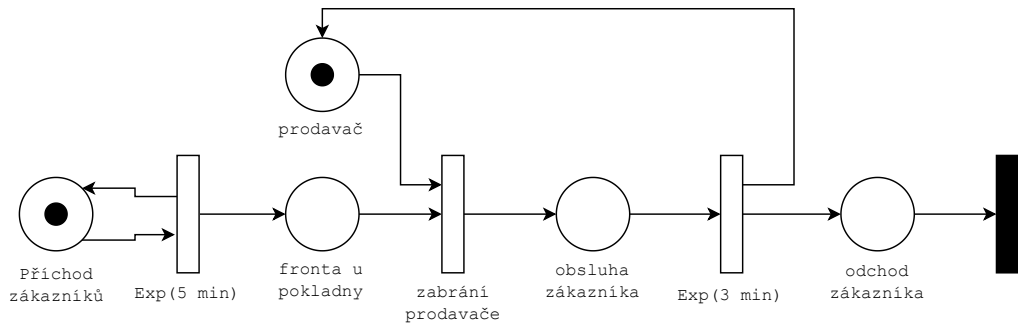 prodavač
Příchod
zákazníků
Exp(5 min)
fronta u
pokladny
zabrání
prodavače
obsluha
zákazníka
Exp(3 min)
odchod
zákazníka